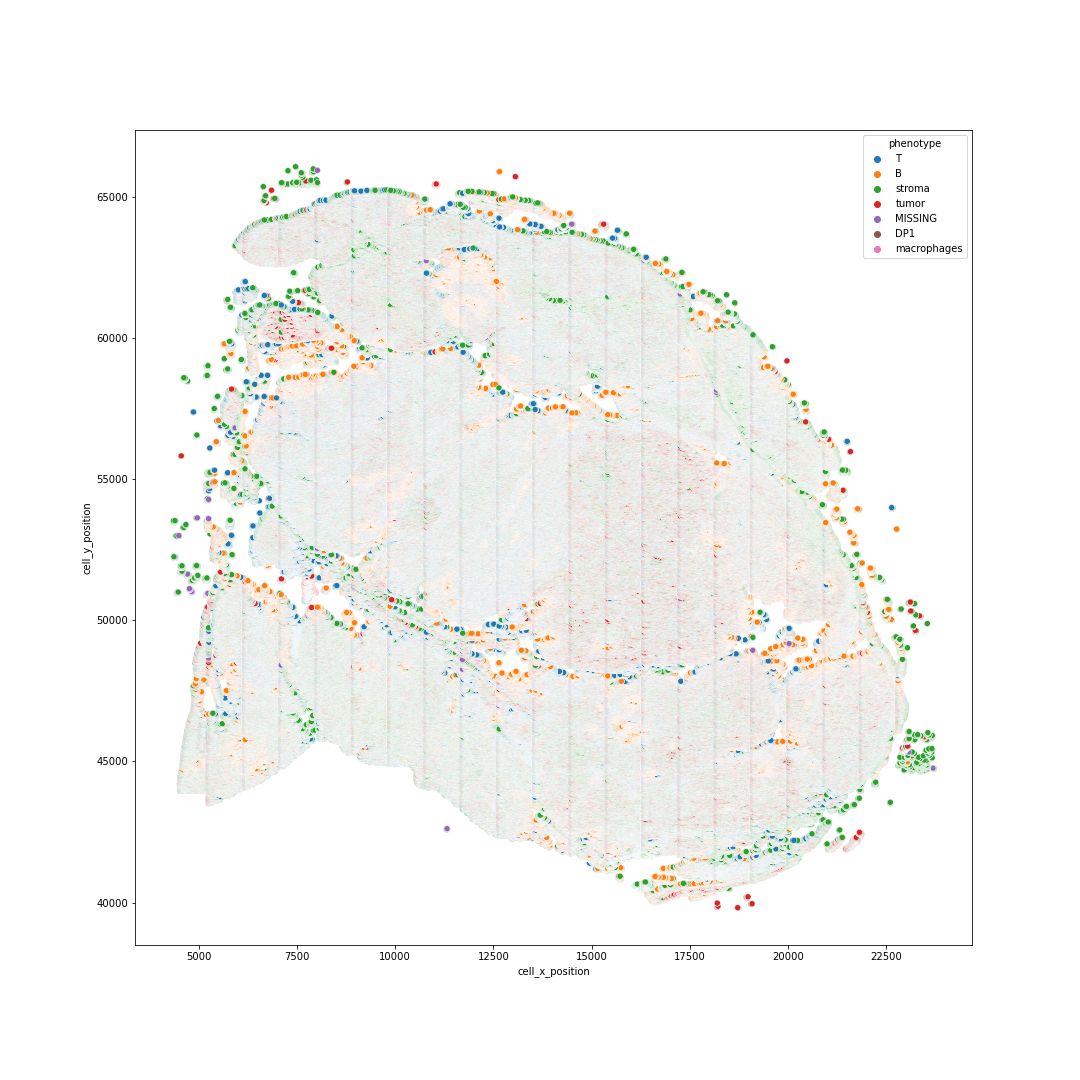 phenotype
T
B
stroma
tumor
MISSING
DP1
macrophages
65000
60000
55000
50000
45000
40000
cell_y_position
5000 7500 10000 12500 15000 17500 20000 22500
cell_x_position